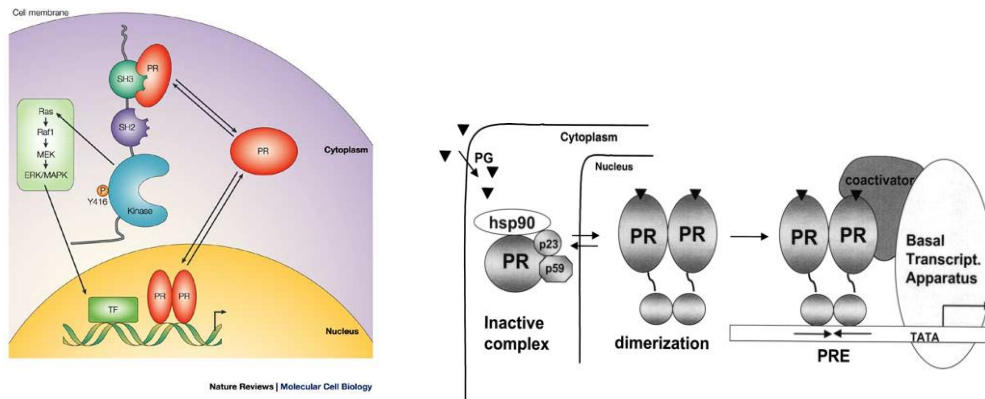 Cell membrane
PR
SH3
SH2
Ras
Raf1
MEK
ERK/MAPK
P
Y416
Kinase
PR
Cytoplasm
TF
PR PR
Nucleus
Nature Reviews | Molecular Cell Biology
Cytoplasm
PG
Nucleus
hsp90
p23
PR
p59
Inactive
complex
PR PR
dimerization
coactivator
PR PR
Basal
Transcript.
Apparatus
TATA
PRE